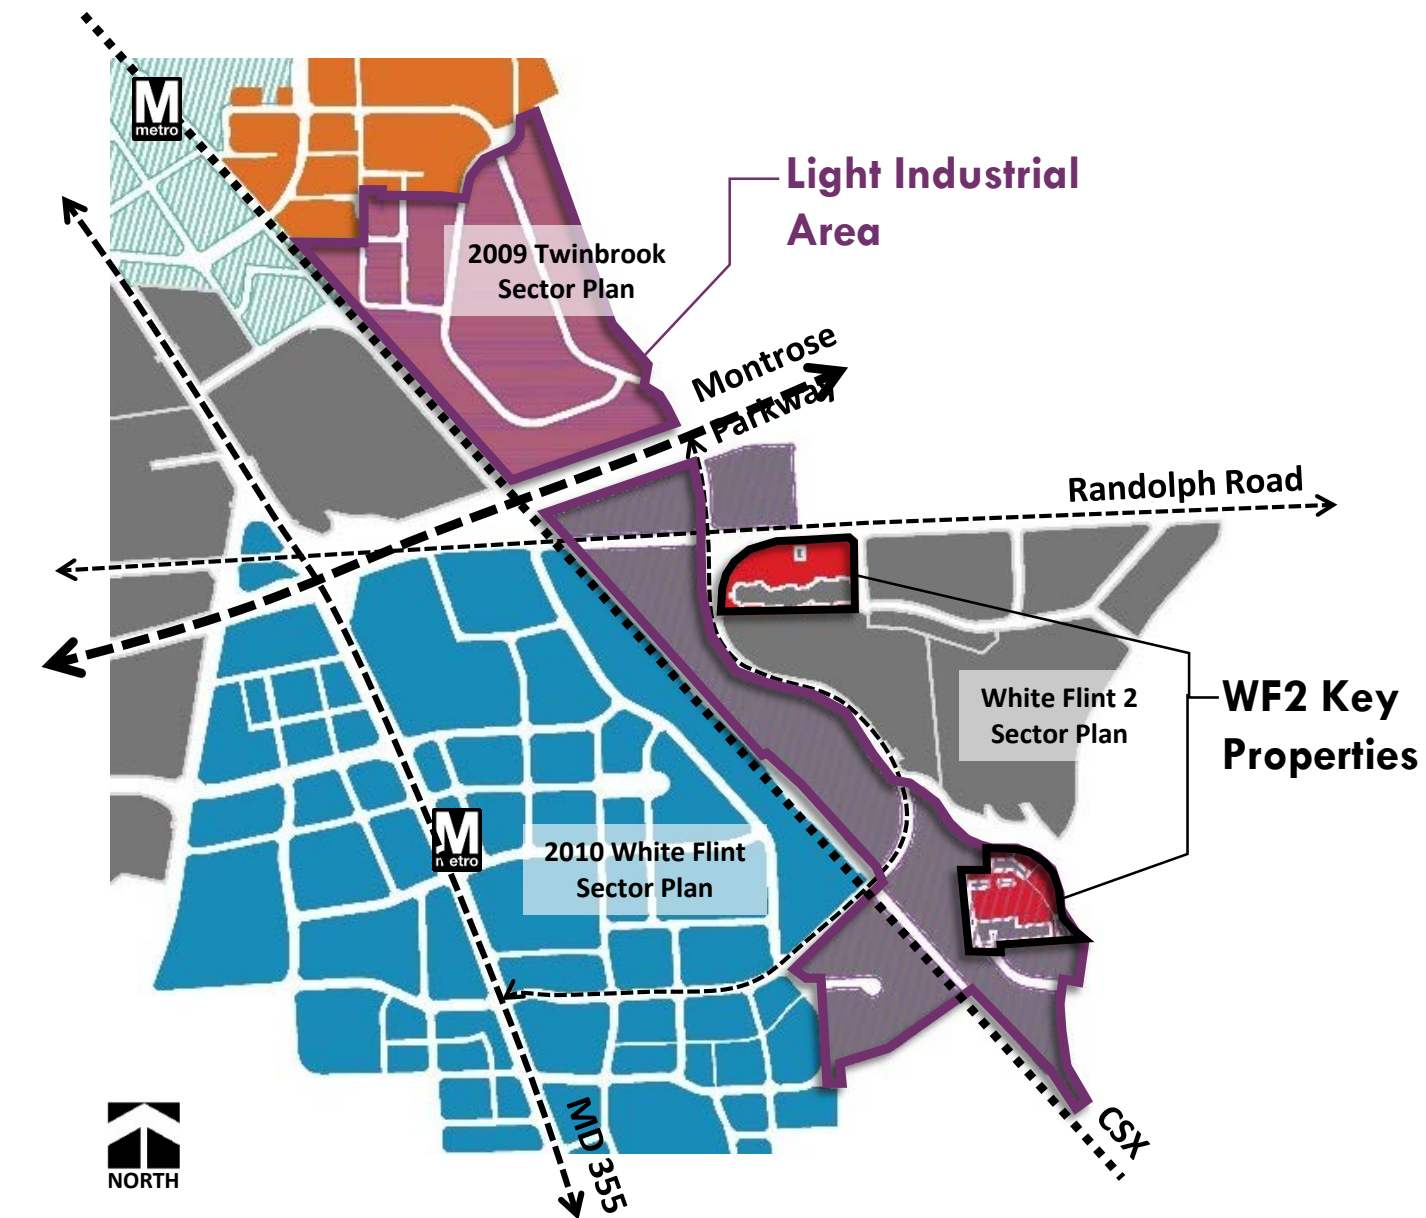 M
metro
Light Industrial
Area
2009 Twinbrook
Sector Plan
Montrose
Parkway
Randolph Road
White Flint 2
Sector Plan
WF2 Key
Properties
M
metro
2010 White Flint
Sector Plan
MD 355
CSX
NORTH